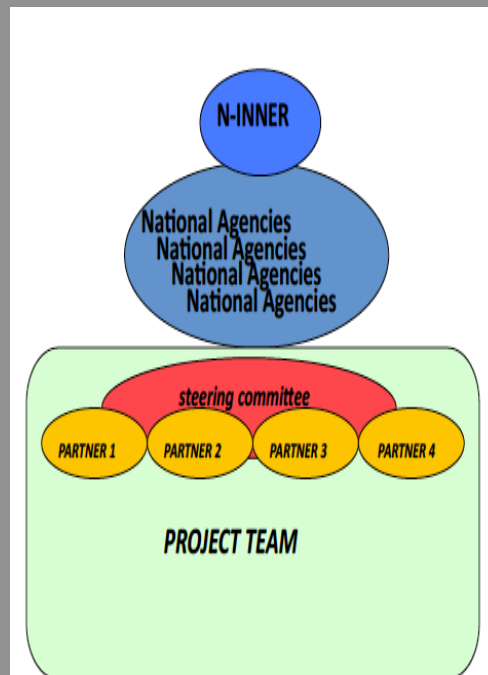 N-INNER
National Agencies
National Agencies
National Agencies
National Agencies
steering committee
PARTNER 1
PARTNER 2
PARTNER 3
PARTNER 4
PROJECT TEAM